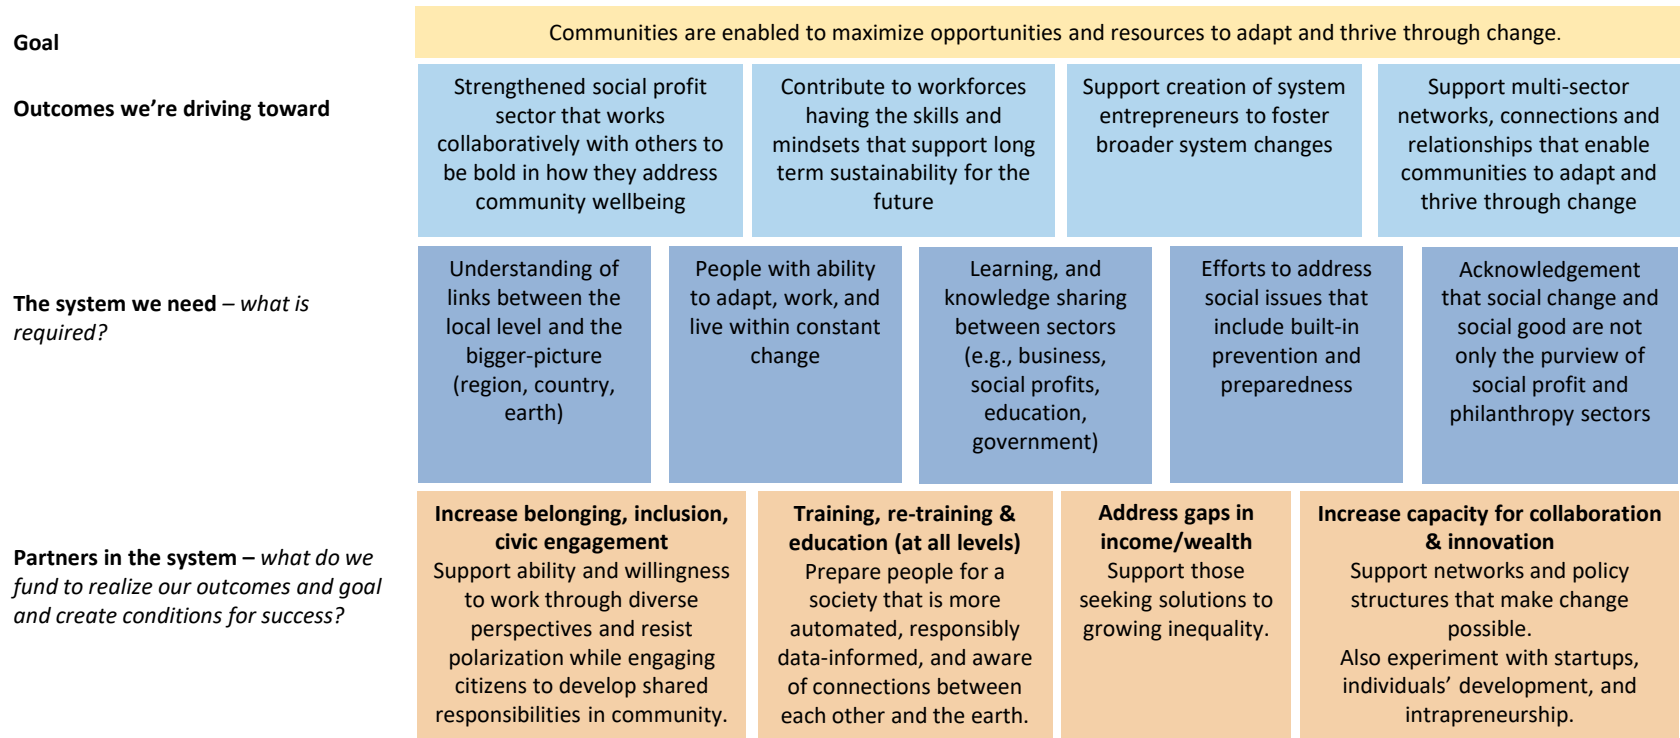 Goal
Communities are enabled to maximize opportunities and resources to adapt and thrive through change.
Outcomes we’re driving toward
Strengthened social profit
sector that works
collaboratively with others to
be bold in how they address
community wellbeing
Contribute to workforces
having the skills and
mindsets that support long
term sustainability for the
future
Support creation of system
entrepreneurs to foster
broader system changes
Support multi-sector
networks, connections and
relationships that enable
communities to adapt and
thrive through change
The system we need – what is
required?
Understanding of
links between the
local level and the
bigger-picture
(region, country,
earth)
People with ability
to adapt, work, and
live within constant
change
Learning, and
knowledge sharing
between sectors
(e.g., business,
social profits,
education,
government)
Efforts to address
social issues that
include built-in
prevention and
preparedness
Acknowledgement
that social change and
social good are not
only the purview of
social profit and
philanthropy sectors
Partners in the system – what do we
fund to realize our outcomes and goal
and create conditions for success?
Increase belonging, inclusion,
civic engagement
Support ability and willingness
to work through diverse
perspectives and resist
polarization while engaging
citizens to develop shared
responsibilities in community.
Training, re-training &
education (at all levels)
Prepare people for a
society that is more
automated, responsibly
data-informed, and aware
of connections between
each other and the earth.
Address gaps in
income/wealth
Support those
seeking solutions to
growing inequality.
Increase capacity for collaboration
& innovation
Support networks and policy
structures that make change
possible.
Also experiment with startups,
individuals’ development, and
intrapreneurship.